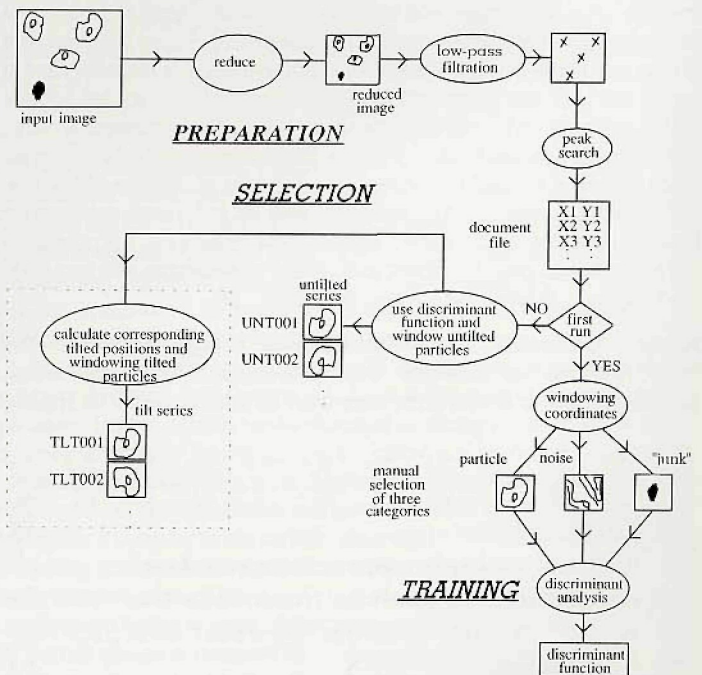 input image
reduce
reduced
image
low-pass
filtration
PREPARATION
peak
search
SELECTION
document
file
X1 Y1
X2 Y2
X3 Y3
untilted
series
UNT001
UNT002
use discriminant
function and
window untilted
particles
NO
first
run
YES
calculate corresponding
tilted positions and
windowing tilted
particles
tilt series
TLT001
TLT002
windowing
coordinates
particle
noise
"junk"
manual
selection
of three
categories
TRAINING
discriminant
analysis
discriminant
function